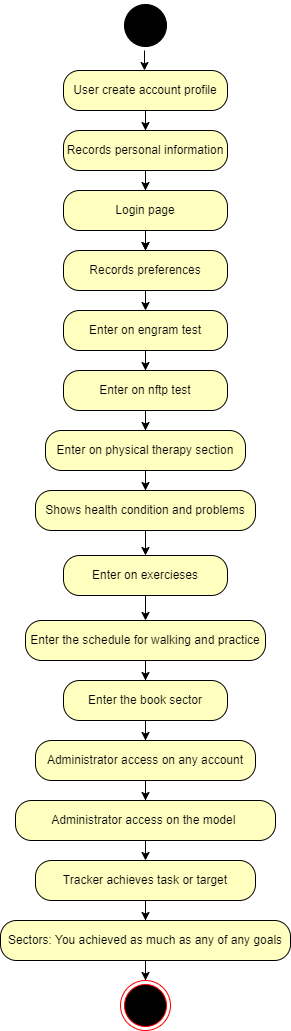 User create account profile
Records personal information
Login page
Records preferences
Enter on engram test
Enter on nftp test
Enter on physical therapy section
Shows health condition and problems
Enter on exercieses
Enter the schedule for walking and practice
Enter the book sector
Administrator access on any account
Administrator access on the model
Tracker achieves task or target
Sectors: You achieved as much as any of any goals